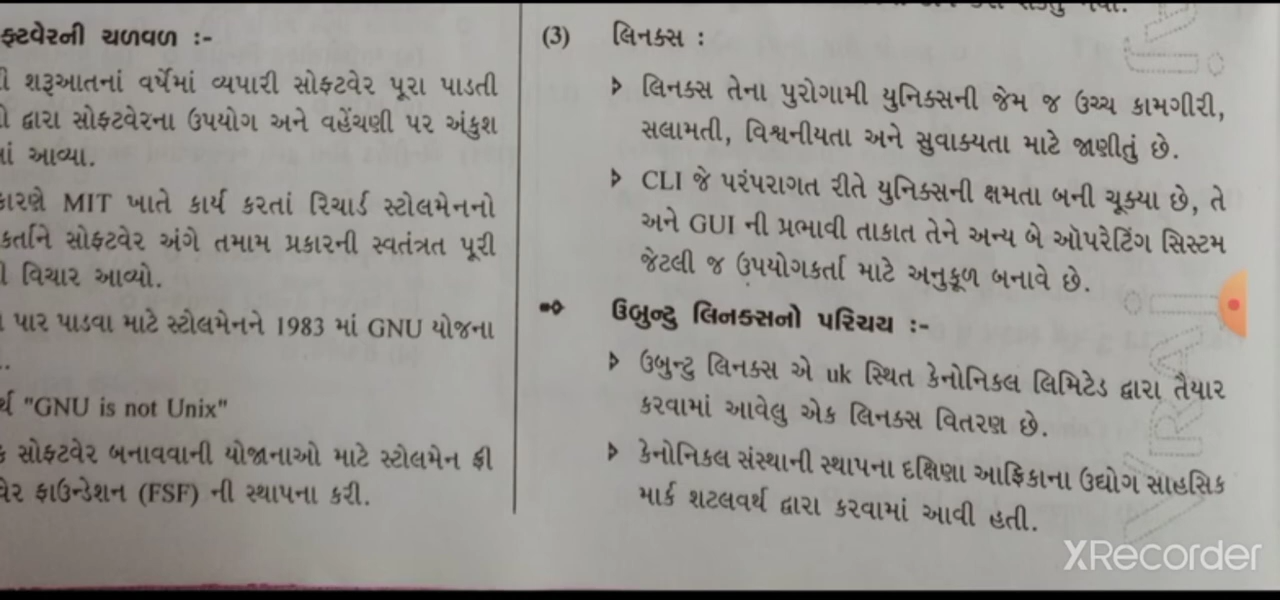 ફ્ટવેરની ચળવળ :-
ી શરૂઆતનાં વર્ષેમાં વ્યપારી સોફ્ટવેર પૂરા પાડતી
ો દ્વારા સોફ્ટવેરના ઉપયોગ અને વહેંચણી પર અંકુશ
માં આવ્યા.
કારણે MIT ખાતે કાર્ય કરતાં રિચાર્ડ સ્ટોલમેનનો
કર્તાને સોફ્ટવેર અંગે તમામ પ્રકારની સ્વતંત્રત પૂરી
ી વિચાર આવ્યો.
પાર પાડવા માટે સ્ટોલમેનને 1983 માં GNU યોજના
..
ર્થ "GNU is not Unix"
ક સોફ્ટવેર બનાવવાની યોજાનાઓ માટે સ્ટોલમેન ફ્રી
વેર ફાઉન્ડેશન (FSF) ની સ્થાપના કરી.
(3) લિનક્સ :
લિનક્સ તેના પુરોગામી યુનિક્સની જેમ જ ઉચ્ચ કામગીરી,
સલામતી, વિશ્વનીયતા અને સુવાક્યતા માટે જાણીતું છે.
CLI જે પરંપરાગત રીતે યુનિક્સની ક્ષમતા બની ચૂક્યા છે, તે
અને GUI ની પ્રભાવી તાકાત તેને અન્ય બે ઑપરેટિંગ સિસ્ટમ
જેટલી જ ઉપયોગકર્તા માટે અનુકૂળ બનાવે છે.
ઉબુન્ટુ લિનક્સનો પરિચય :-
ઉબુન્ટુ લિનક્સ એ uk સ્થિત કેનોનિકલ લિમિટેડ દ્વારા તૈયાર
કરવામાં આવેલુ એક લિનક્સ વિતરણ છે.
કેનોનિકલ સંસ્થાની સ્થાપના દક્ષિણા આફ્રિકાના ઉદ્યોગ સાહસિક
માર્ક શટલવર્થ દ્વારા કરવામાં આવી હતી.
XRecorder